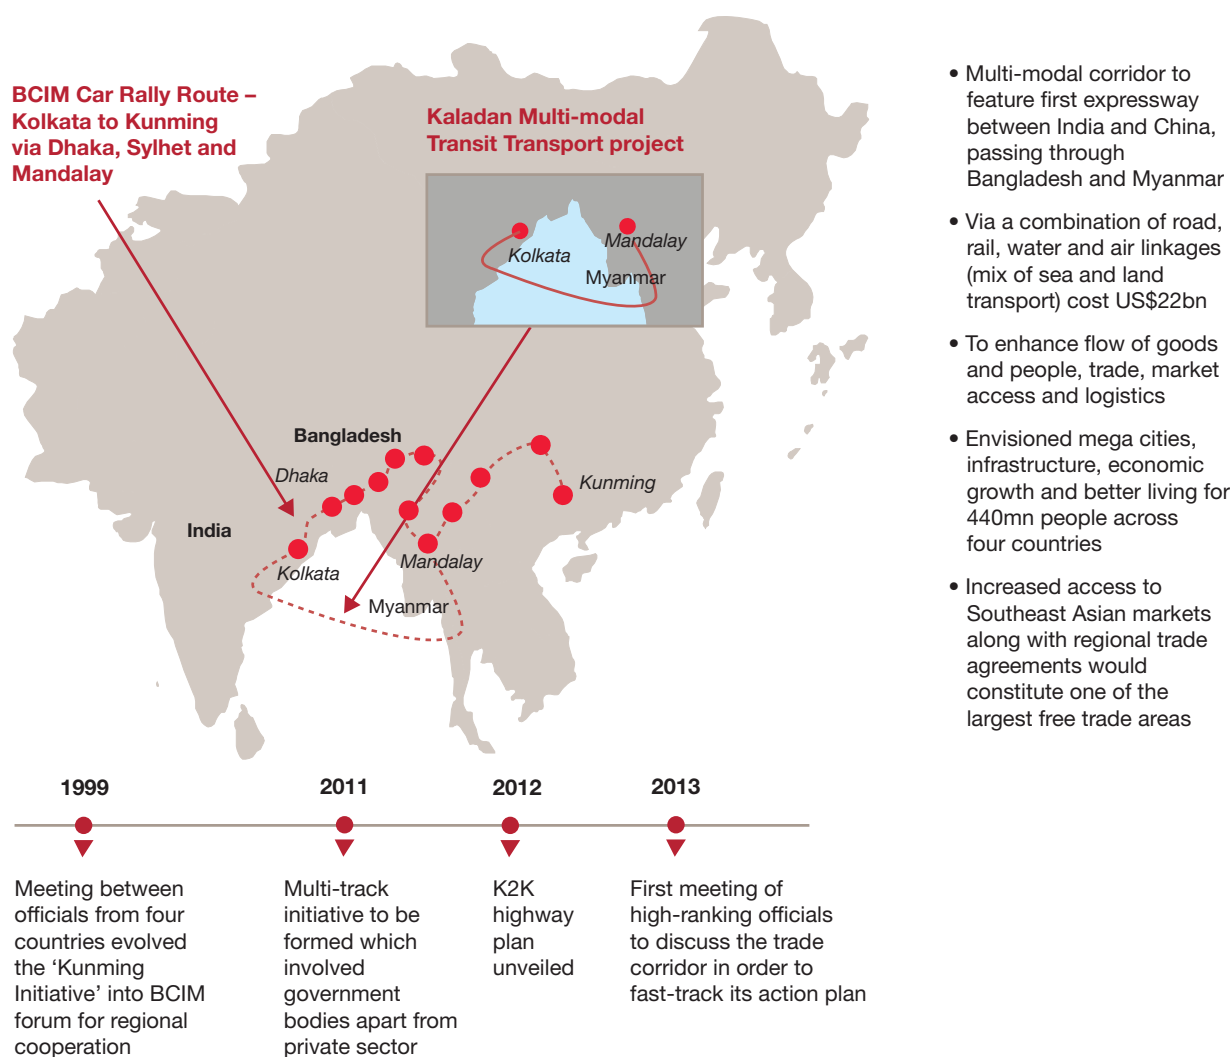 BCIM Car Rally Route –
Kolkata to Kunming
via Dhaka, Sylhet and
Mandalay
Kaladan Multi-modal
Transit Transport project
Kolkata
Mandalay
Myanmar
Bangladesh
Dhaka
Kunming
India
Kolkata
Mandalay
Myanmar
• Multi-modal corridor to
feature first expressway
between India and China,
passing through
Bangladesh and Myanmar
• Via a combination of road,
rail, water and air linkages
(mix of sea and land
transport) cost US$22bn
• To enhance flow of goods
and people, trade, market
access and logistics
• Envisioned mega cities,
infrastructure, economic
growth and better living for
440mn people across
four countries
• Increased access to
Southeast Asian markets
along with regional trade
agreements would
constitute one of the
largest free trade areas
1999
Meeting between
officials from four
countries evolved
the ‘Kunming
Initiative’ into BCIM
forum for regional
cooperation
2011
Multi-track
initiative to be
formed which
involved
government
bodies apart from
private sector
2012
K2K
highway
plan
unveiled
2013
First meeting of
high-ranking officials
to discuss the trade
corridor in order to
fast-track its action plan